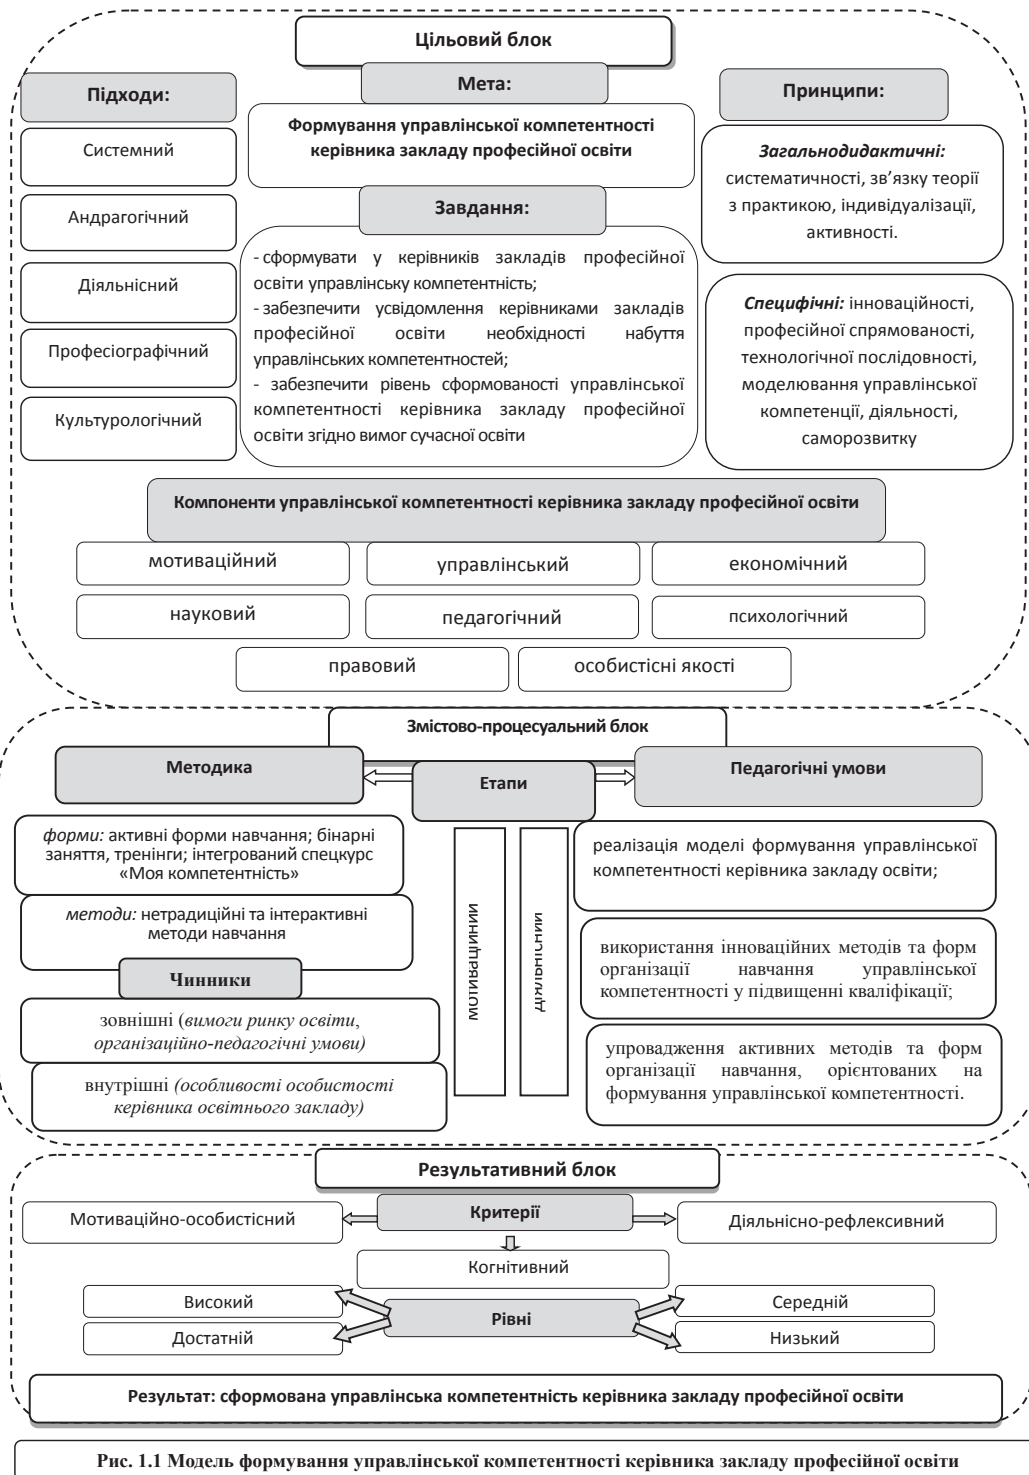 Цільовий блок
Підходи:
Системний
Андрагогічний
Діяльнісний
Професіографічний
Культурологічний
Мета:
Формування управлінської компетентності
керівника закладу професійної освіти
Завдання:
- сформувати у керівників закладів професійної
освіти управлінську компетентність;
- забезпечити усвідомлення керівниками закладів
професійної освіти необхідності набуття
управлінських компетентностей;
- забезпечити рівень сформованості управлінської
компетентності керівника закладу професійної
освіти згідно вимог сучасної освіти
Принципи:
Загальнодидактичні:
систематичності, зв’язку теорії
з практикою, індивідуалізації,
активності.
Специфічні: інноваційності,
професійної спрямованості,
технологічної послідовності,
моделювання управлінської
компетенції, діяльності,
саморозвитку
Компоненти управлінської компетентності керівника закладу професійної освіти
мотиваційний
управлінський
економічний
науковий
педагогічний
психологічний
правовий
особистісні якості
Змістово-процесуальний блок
Методика
форми: активні форми навчання; бінарні
заняття, тренінги; інтегрований спецкурс
«Моя компетентність»
методи: нетрадиційні та інтерактивні
методи навчання
Чинники
зовнішні (вимоги ринку освіти,
організаційно-педагогічні умови)
внутрішні (особливості особистості
керівника освітнього закладу)
Етапи
мотиваційний
діяльнісний
Педагогічні умови
реалізація моделі формування управлінської
компетентності керівника закладу освіти;
використання інноваційних методів та форм
організації навчання управлінської
компетентності у підвищенні кваліфікації;
упровадження активних методів та форм
організації навчання, орієнтованих на
формування управлінської компетентності.
Результативний блок
Критерії
Мотиваційно-особистісний
Діяльнісно-рефлексивний
Когнітивний
Високий
Достатній
Рівні
Середній
Низький
Результат: сформована управлінська компетентність керівника закладу професійної освіти
Рис. 1.1 Модель формування управлінської компетентності керівника закладу професійної освіти